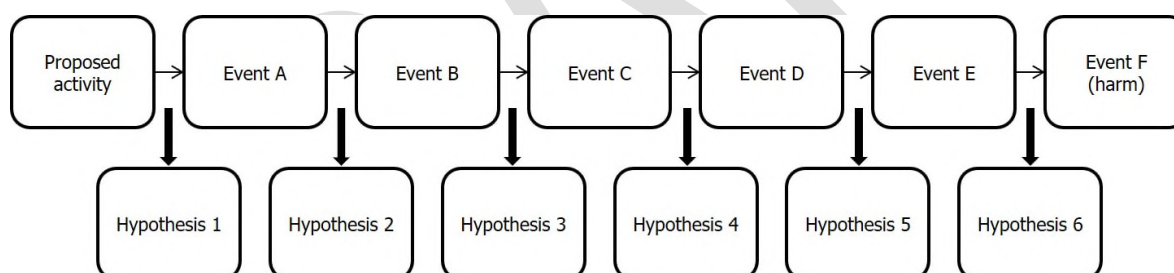 Proposed
activity
Event A
Event B
Event C
Event D
Event E
Event F
(harm)
Hypothesis 1
Hypothesis 2
Hypothesis 3
Hypothesis 4
Hypothesis 5
Hypothesis 6